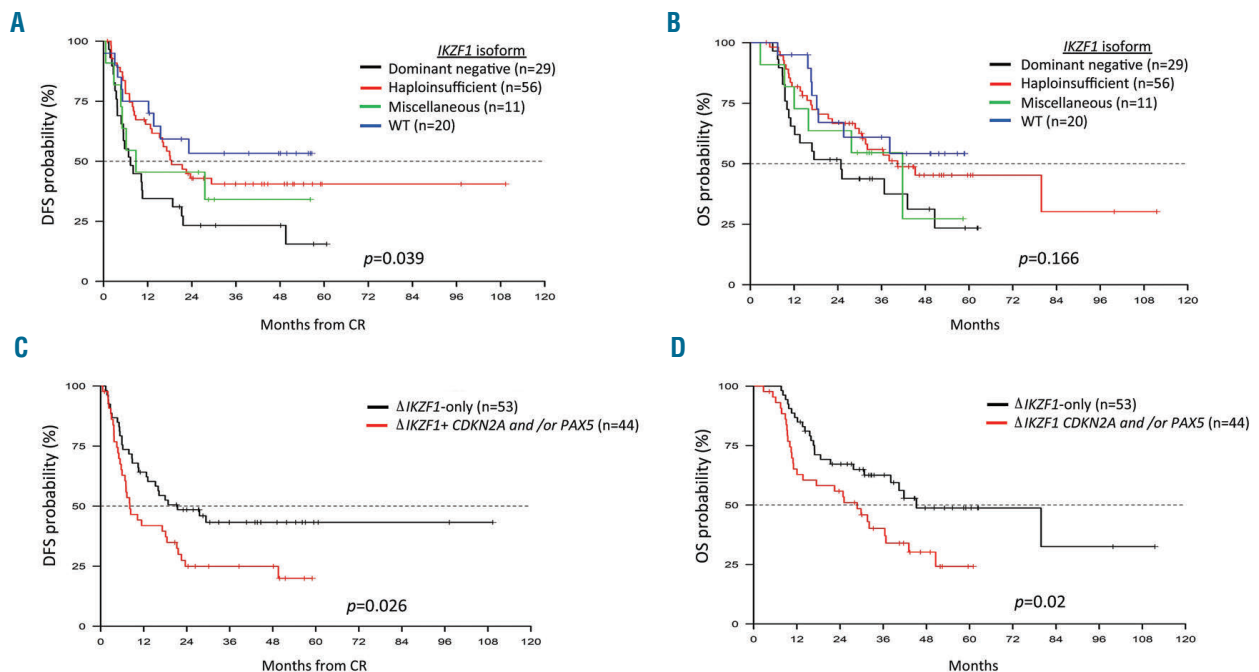 A
DFS probability (%)
100
75
50
25
0
IKZF1 isoform
Dominant negative (n=29)
Haploinsufficient (n=56)
Miscellaneous (n=11)
WT (n=20)
p=0.039
0 12 24 36 48 60 72 84 96 108 120
Months from CR
B
OS probability (%)
100
75
50
25
0
IKZF1 isoform
Dominant negative (n=29)
Haploinsufficient (n=56)
Miscellaneous (n=11)
WT (n=20)
p=0.166
0 12 24 36 48 60 72 84 96 108 120
Months
C
DFS probability (%)
100
75
50
25
0
Δ IKZF1-only (n=53)
Δ IKZF1+ CDKN2A and /or PAX5 (n=44)
p=0.026
0 12 24 36 48 60 72 84 96 108 120
Months from CR
D
OS probability (%)
100
75
50
25
0
Δ IKZF1-only (n=53)
Δ IKZF1 CDKN2A and /or PAX5 (n=44)
p=0.02
0 12 24 36 48 60 72 84 96 108 120
Months